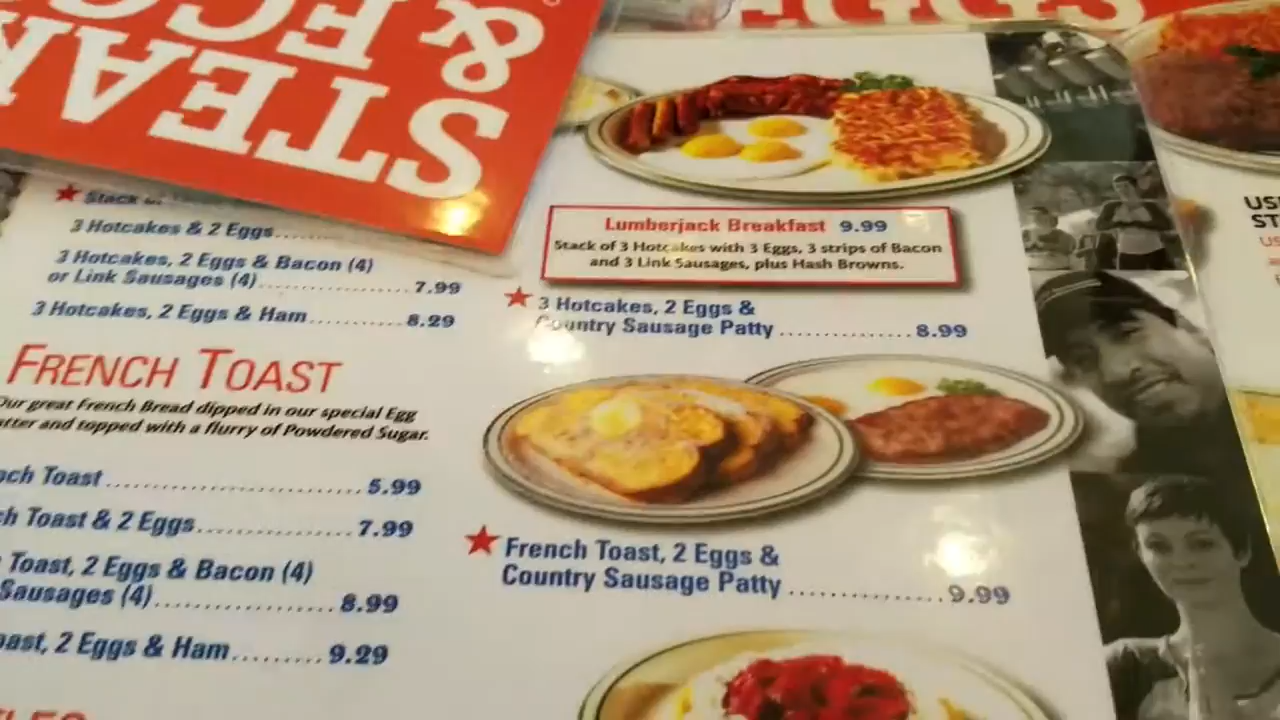 STEAK
& EGGS
EGGS
Stack
3 Hotcakes & 2 Eggs....................
3 Hotcakes, 2 Eggs & Bacon (4)
or Link Sausages (4)....................7.99
3 Hotcakes, 2 Eggs & Ham............8.29
FRENCH TOAST
Our great French Bread dipped in our special Egg
and topped with a flurry of Powdered Sugar.
Toast..............................5.99
Toast & 2 Eggs....................7.99
Toast, 2 Eggs & Bacon (4)
Sausages (4)....................8.99
2 Eggs & Ham.........9.29
Lumberjack Breakfast 9.99
Stack of 3 Hotcakes with 3 Eggs, 3 strips of Bacon
and 3 Link Sausages, plus Hash Browns.
3 Hotcakes, 2 Eggs &
Country Sausage Patty...............8.99
French Toast, 2 Eggs &
Country Sausage Patty...............9.99